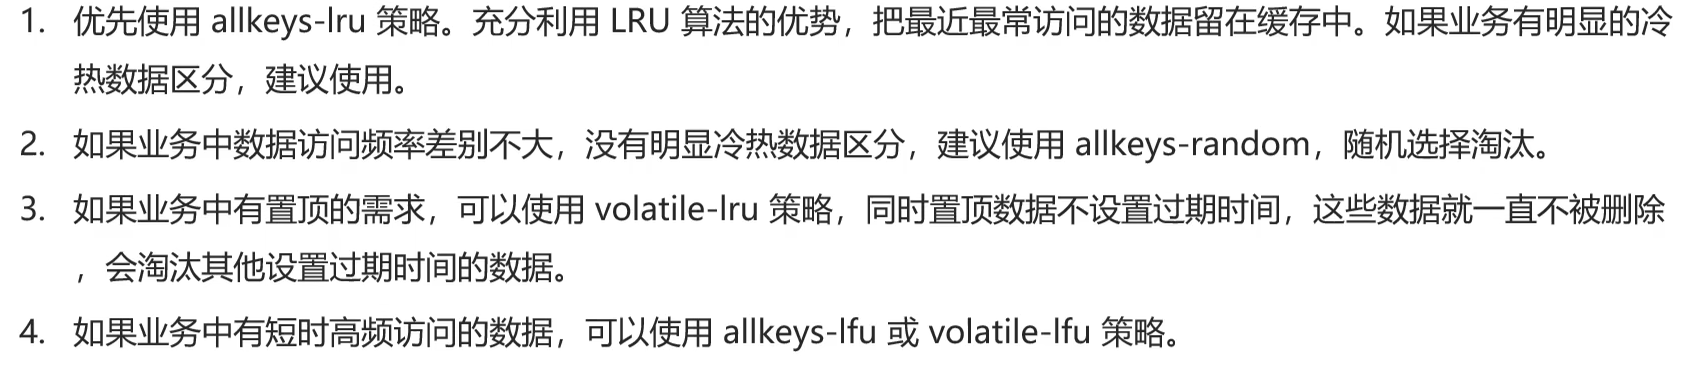 1. 优先使用 allkeys-lru 策略。充分利用 LRU 算法的优势，把最近最常访问的数据留在缓存中。如果业务有明显的冷
热数据区分，建议使用。
2. 如果业务中数据访问频率差别不大，没有明显冷热数据区分，建议使用 allkeys-random，随机选择淘汰。
3. 如果业务中有置顶的需求，可以使用 volatile-lru 策略，同时置顶数据不设置过期时间，这些数据就一直不被删除
，会淘汰其他设置过期时间的数据。
4. 如果业务中有短时高频访问的数据，可以使用 allkeys-lfu 或 volatile-lfu 策略。